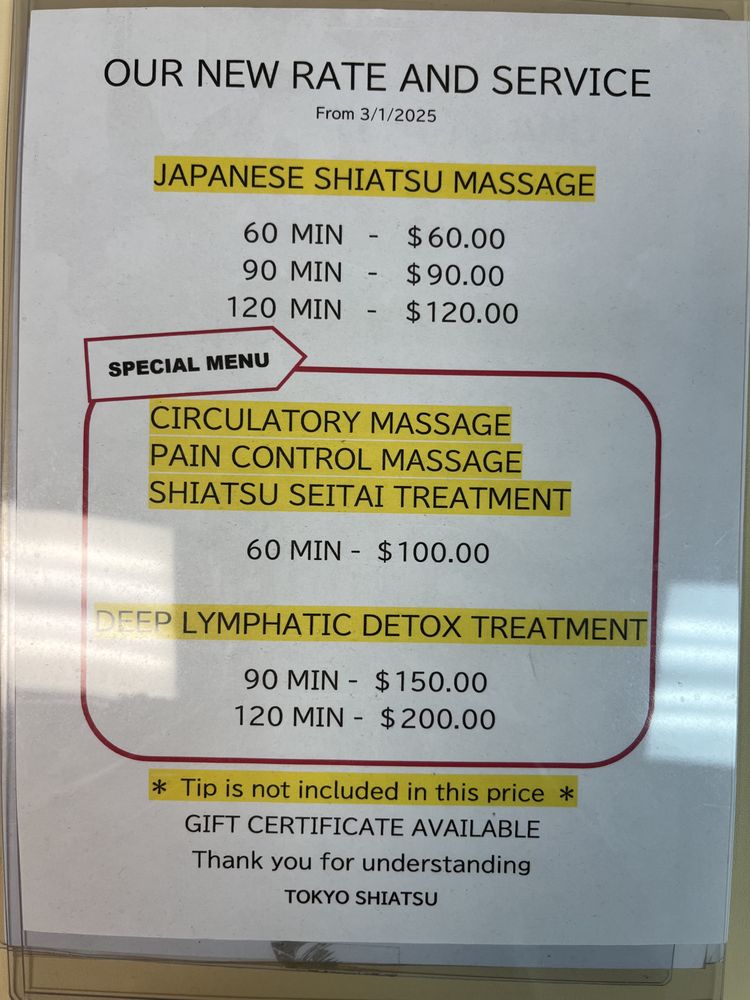 OUR NEW RATE AND SERVICE
From 3/1/2025
JAPANESE SHIATSU MASSAGE
60 MIN - $60.00
90 MIN - $90.00
120 MIN - $120.00
SPECIAL MENU
CIRCULATORY MASSAGE
PAIN CONTROL MASSAGE
SHIATSU SEITAI TREATMENT
60 MIN - $100.00
DEEP LYMPHATIC DETOX TREATMENT
90 MIN - $150.00
120 MIN - $200.00
* Tip is not included in this price *
GIFT CERTIFICATE AVAILABLE
Thank you for understanding
TOKYO SHIATSU